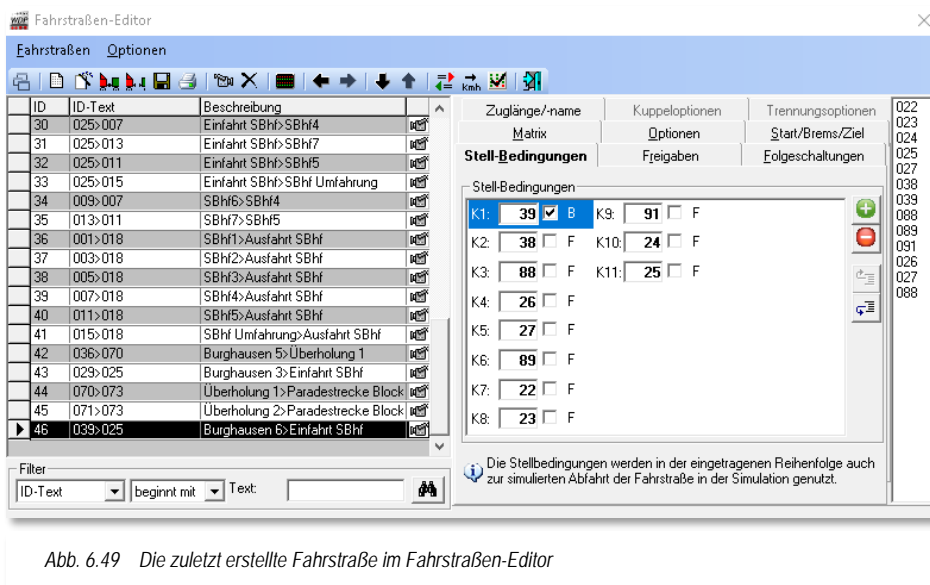 WDP Fahrstraßen-Editor
Fahrstraßen Optionen
kmh
ID ID-Text Beschreibung
30 025>007 Einfahrt SBhf>SBhf4
31 025>013 Einfahrt SBhf>SBhf7
32 025>011 Einfahrt SBhf>SBhf5
33 025>015 Einfahrt SBhf>SBhf Umfahrung
34 009>007 SBhf6>SBhf4
35 013>011 SBhf7>SBhf5
36 001>018 SBhf1>Ausfahrt SBhf
37 003>018 SBhf2>Ausfahrt SBhf
38 005>018 SBhf3>Ausfahrt SBhf
39 007>018 SBhf4>Ausfahrt SBhf
40 011>018 SBhf5>Ausfahrt SBhf
41 015>018 SBhf Umfahrung>Ausfahrt SBhf
42 036>070 Burghausen 5>Überholung 1
43 029>025 Burghausen 3>Einfahrt SBhf
44 070>073 Überholung 1>Paradestrecke Block
45 071>073 Überholung 2>Paradestrecke Block
46 039>025 Burghausen 6>Einfahrt SBhf
Filter
ID-Text beginnt mit Text:
Zuglänge/-name Kuppeloptionen Trennungsoptionen
Matrix Optionen Start/Brems/Ziel
Stell-Bedingungen Freigaben Folgeschaltungen
Stell-Bedingungen
K1: 39 B K9: 91 F
K2: 38 F K10: 24 F
K3: 88 F K11: 25 F
K4: 26 F
K5: 27 F
K6: 89 F
K7: 22 F
K8: 23 F
Die Stellbedingungen werden in der eingetragenen Reihenfolge auch
zur simulierten Abfahrt der Fahrstraße in der Simulation genutzt.
022
023
024
025
027
038
039
088
089
091
026
027
088
Abb. 6.49 Die zuletzt erstellte Fahrstraße im Fahrstraßen-Editor